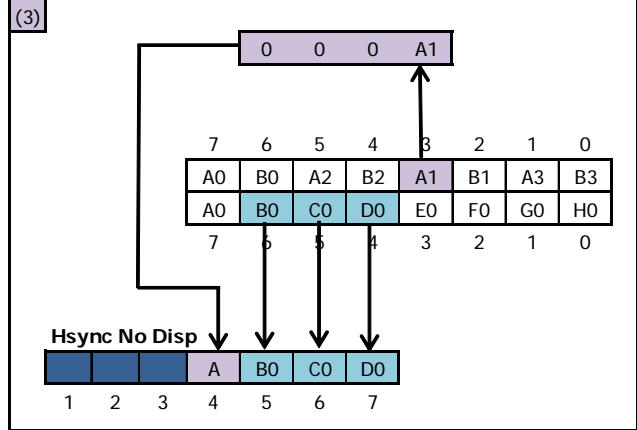 (3)
0 0 0 A1
7 6 5 4 3 2 1 0
A0 B0 A2 B2 A1 B1 A3 B3
A0 B0 C0 D0 E0 F0 G0 H0
7 6 5 4 3 2 1 0
Hsync No Disp
A B0 C0 D0
1 2 3 4 5 6 7